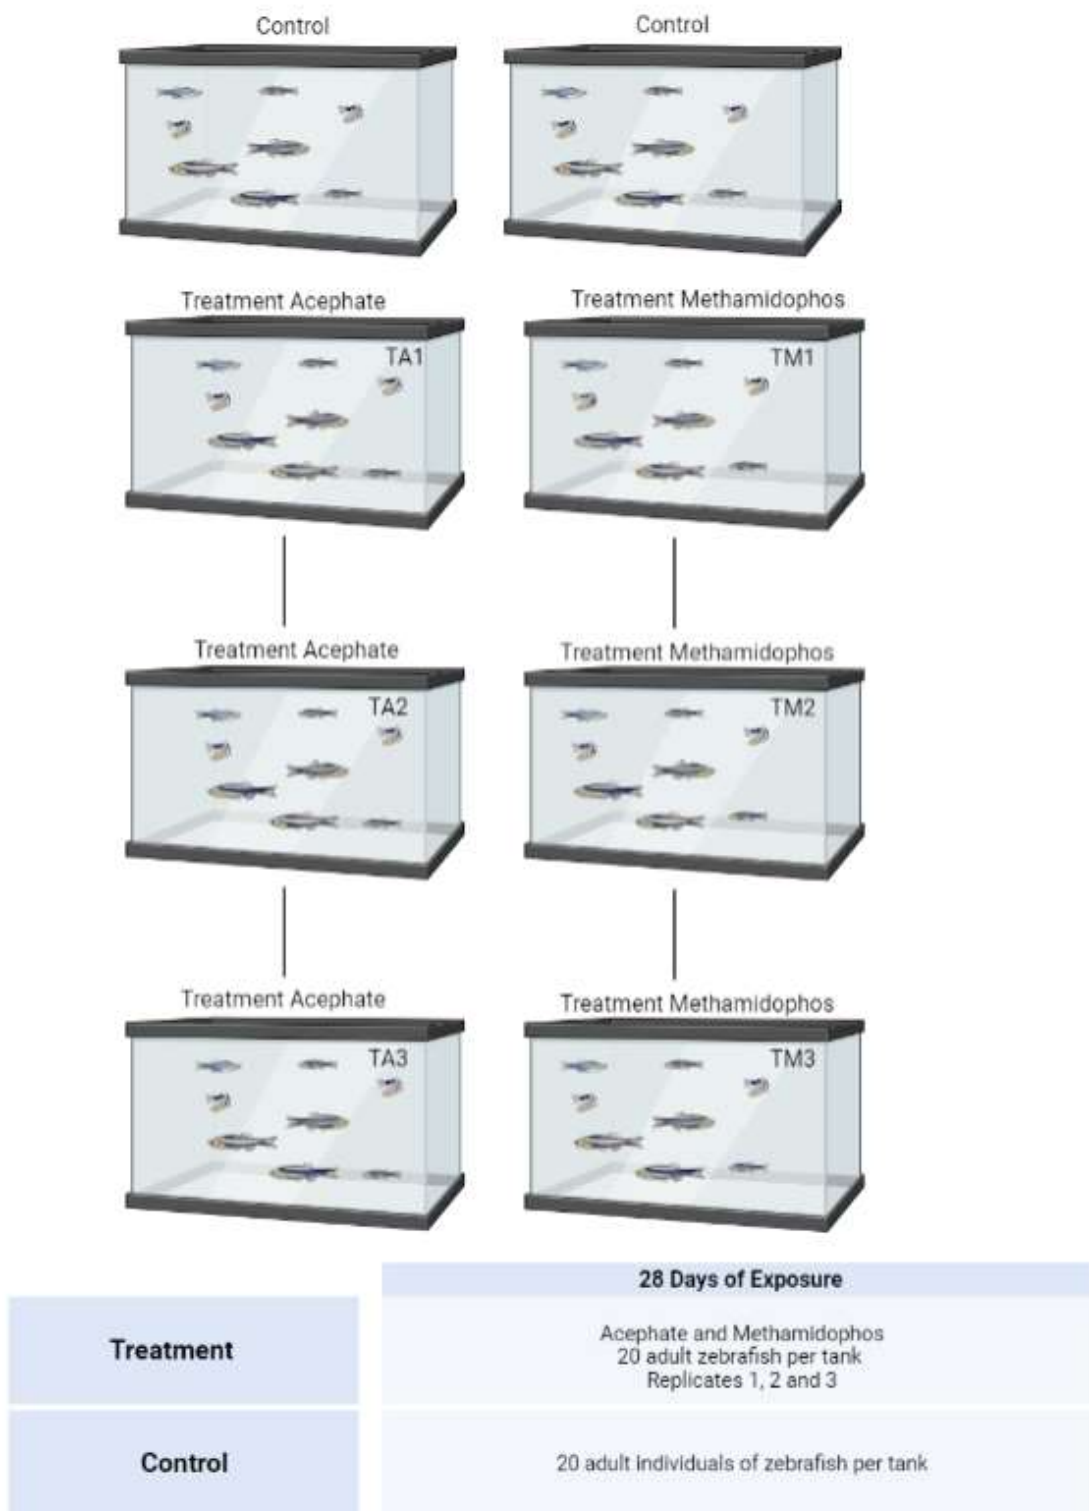 Control
Control
Treatment Acephate
Treatment Methamidophos
TA1
TM1
Treatment Acephate
Treatment Methamidophos
TA2
TM2
Treatment Acephate
Treatment Methamidophos
TA3
TM3
28 Days of Exposure
Treatment
Acephate and Methamidophos
20 adult zebrafish per tank
Replicates 1, 2 and 3
Control
20 adult individuals of zebrafish per tank